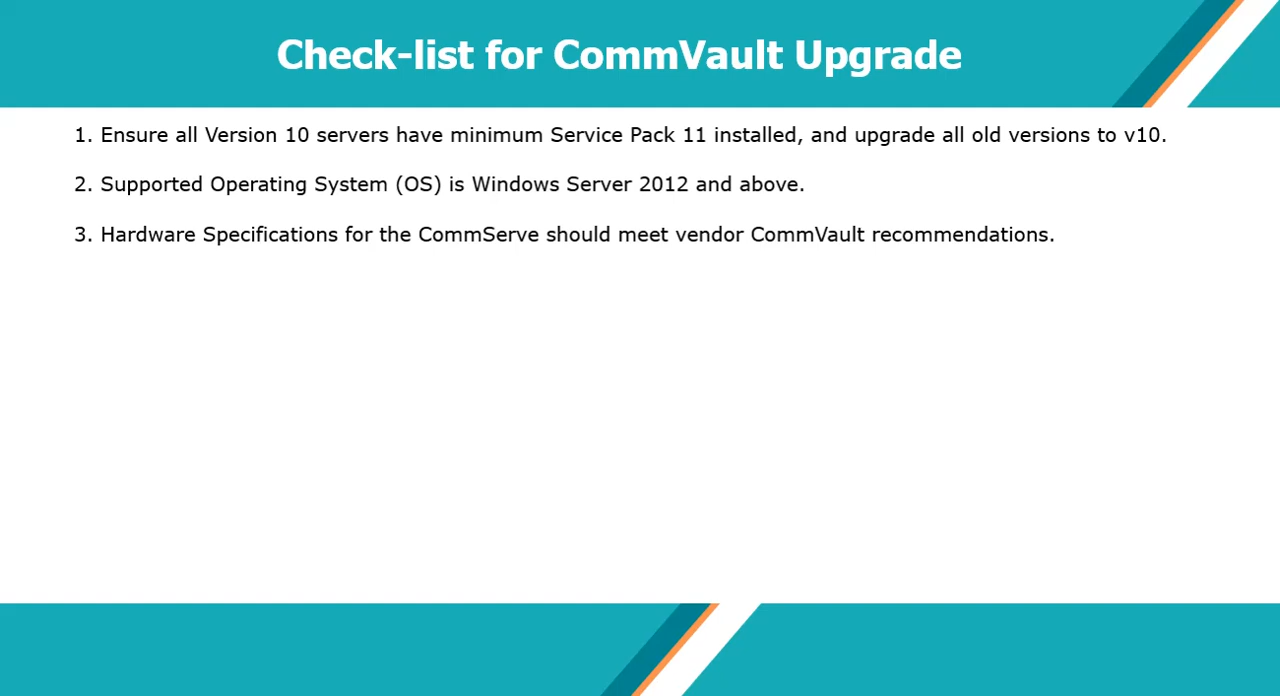 Check-list for CommVault Upgrade
1. Ensure all Version 10 servers have minimum Service Pack 11 installed, and upgrade all old versions to v10.
2. Supported Operating System (OS) is Windows Server 2012 and above.
3. Hardware Specifications for the CommServe should meet vendor CommVault recommendations.